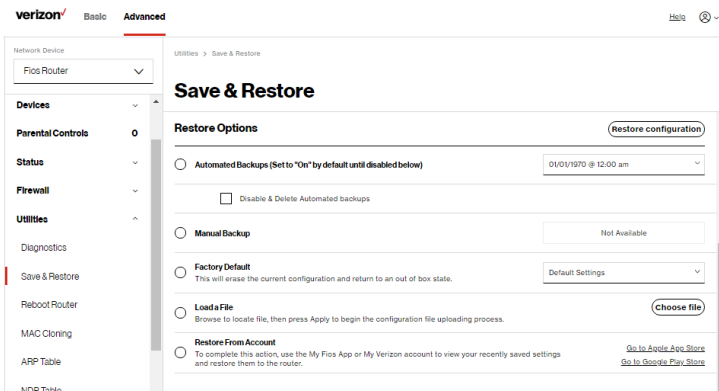 verizon✓ Basic Advanced Help
Network Device
Fios Router
Devices
Parental Controls 0
Status
Firewall
Utilities
Diagnostics
Save & Restore
Reboot Router
MAC Cloning
ARP Table
NDP Table
Utilities > Save & Restore
Save & Restore
Restore Options Restore configuration
Automated Backups (Set to "On" by default until disabled below) 01/01/1970 @ 12:00 am
Disable & Delete Automated backups
Manual Backup Not Available
Factory Default
This will erase the current configuration and return to an out of box state. Default Settings
Load a File Choose file
Browse to locate file, then press Apply to begin the configuration file uploading process.
Restore From Account
To complete this action, use the My Fios App or My Verizon account to view your recently saved settings
and restore them to the router.
Go to Apple App Store
Go to Google Play Store